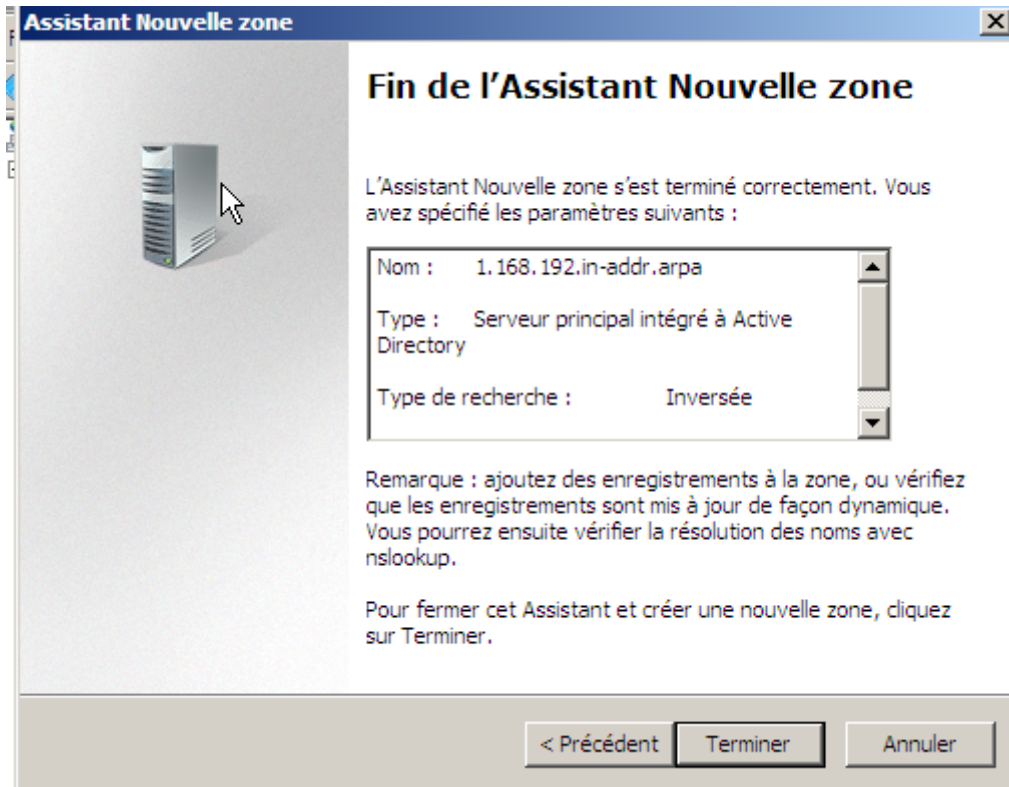 Assistant Nouvelle zone
Fin de l'Assistant Nouvelle zone
L'Assistant Nouvelle zone s'est terminé correctement. Vous
avez spécifié les paramètres suivants :
Nom : 1.168.192.in-addr.arpa
Type : Serveur principal intégré à Active
Directory
Type de recherche : Inversée
Remarque : ajoutez des enregistrements à la zone, ou vérifiez
que les enregistrements sont mis à jour de façon dynamique.
Vous pourrez ensuite vérifier la résolution des noms avec
nslookup.
Pour fermer cet Assistant et créer une nouvelle zone, cliquez
sur Terminer.
< Précédent Terminer Annuler